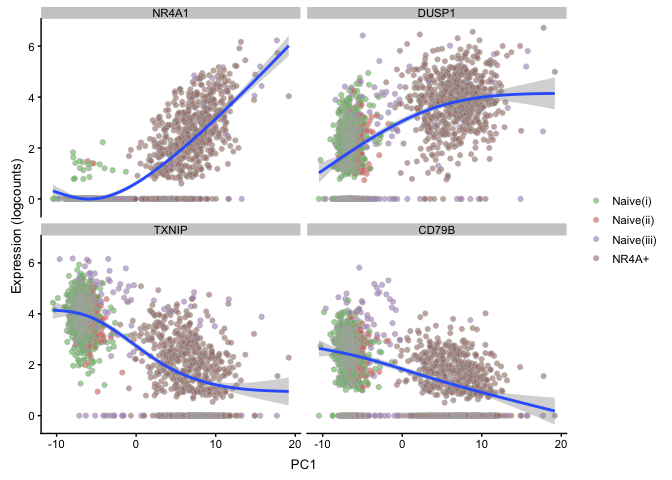 NR4A1 DUSP1
6
4
2
0
TXNIP CD79B
6
4
2
0
-10 0 10 20 -10 0 10 20
PC1
Expression (logcounts)
Naive(i)
Naive(ii)
Naive(iii)
NR4A+